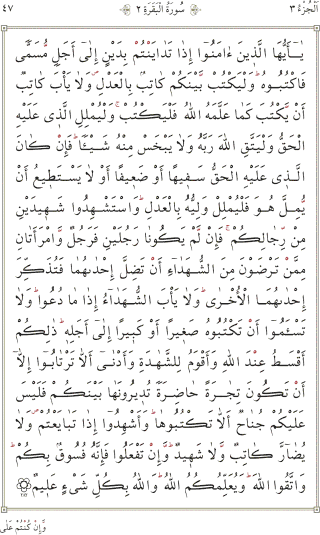 الجزء ٣ سورة البقرة ٢ ٤٧
يَـٰٓأَيُّهَا ٱلَّذِينَ ءَامَنُوٓا۟ إِذَا تَدَايَنتُم بِدَيْنٍ إِلَىٰٓ أَجَلٍ مُّسَمًّى
فَٱكْتُبُوهُ ۚ وَلْيَكْتُب بَّيْنَكُمْ كَاتِبٌۢ بِٱلْعَدْلِ ۚ وَلَا يَأْبَ كَاتِبٌ
أَن يَكْتُبَ كَمَا عَلَّمَهُ ٱللَّهُ ۚ فَلْيَكْتُبْ وَلْيُمْلِلِ ٱلَّذِى عَلَيْهِ
ٱلْحَقُّ وَلْيَتَّقِ ٱللَّهَ رَبَّهُۥ وَلَا يَبْخَسْ مِنْهُ شَيْـًٔا ۚ فَإِن كَانَ
ٱلَّذِى عَلَيْهِ ٱلْحَقُّ سَفِيهًا أَوْ ضَعِيفًا أَوْ لَا يَسْتَطِيعُ أَن
يُمِلَّ هُوَ فَلْيُمْلِلْ وَلِيُّهُۥ بِٱلْعَدْلِ ۚ وَٱسْتَشْهِدُوا۟ شَهِيدَيْنِ
مِن رِّجَالِكُمْ ۖ فَإِن لَّمْ يَكُونَا رَجُلَيْنِ فَرَجُلٌ وَٱمْرَأَتَانِ
مِمَّن تَرْضَوْنَ مِنَ ٱلشُّهَدَآءِ أَن تَضِلَّ إِحْدَىٰهُمَا فَتُذَكِّرَ
إِحْدَىٰهُمَا ٱلْأُخْرَىٰ ۚ وَلَا يَأْبَ ٱلشُّهَدَآءُ إِذَا مَا دُعُوا۟ ۚ وَلَا
تَسْـَٔمُوٓا۟ أَن تَكْتُبُوهُ صَغِيرًا أَوْ كَبِيرًا إِلَىٰٓ أَجَلِهِۦ ۚ ذَٰلِكُمْ
أَقْسَطُ عِندَ ٱللَّهِ وَأَقْوَمُ لِلشَّهَـٰدَةِ وَأَدْنَىٰٓ أَلَّا تَرْتَابُوٓا۟ ۖ إِلَّآ
أَن تَكُونَ تِجَـٰرَةً حَاضِرَةً تُدِيرُونَهَا بَيْنَكُمْ فَلَيْسَ
عَلَيْكُمْ جُنَاحٌ أَلَّا تَكْتُبُوهَا ۗ وَأَشْهِدُوٓا۟ إِذَا تَبَايَعْتُمْ ۚ وَلَا
يُضَآرَّ كَاتِبٌ وَلَا شَهِيدٌ ۚ وَإِن تَفْعَلُوا۟ فَإِنَّهُۥ فُسُوقٌۢ بِكُمْ ۗ
وَٱتَّقُوا۟ ٱللَّهَ ۖ وَيُعَلِّمُكُمُ ٱللَّهُ ۗ وَٱللَّهُ بِكُلِّ شَىْءٍ عَلِيمٌ
وَإِن كُنتُمْ عَلَىٰ